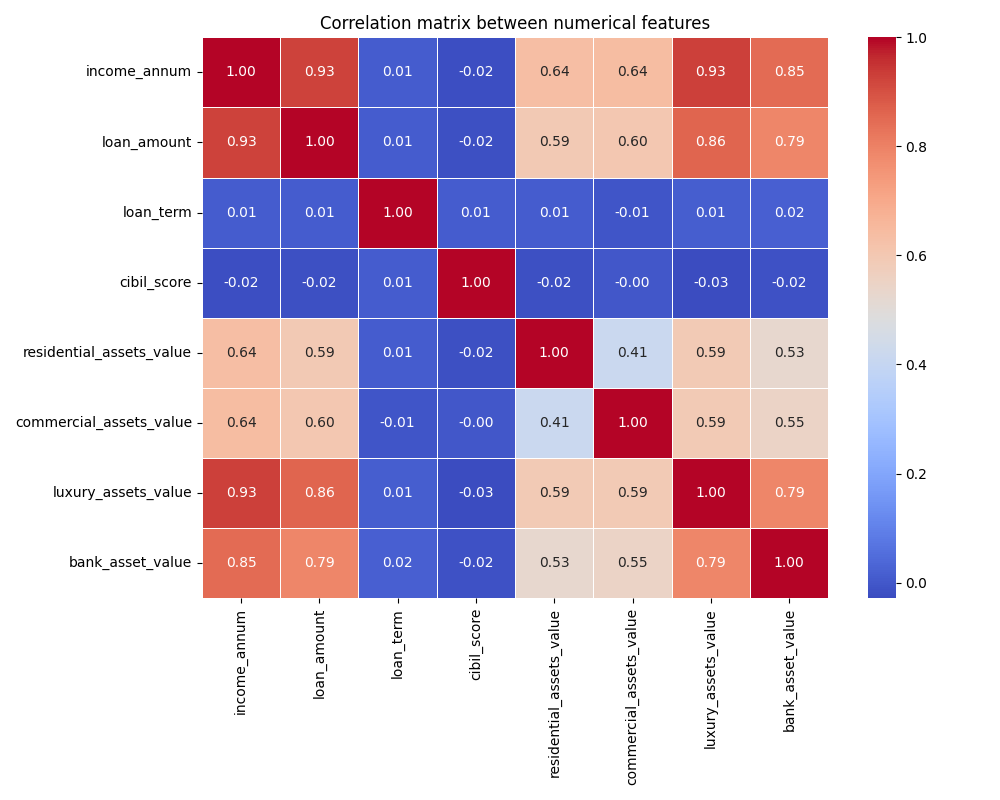 Correlation matrix between numerical features
income_annum 1.00 0.93 0.01 -0.02 0.64 0.64 0.93 0.85
loan_amount 0.93 1.00 0.01 -0.02 0.59 0.60 0.86 0.79
loan_term 0.01 0.01 1.00 0.01 0.01 -0.01 0.01 0.02
cibil_score -0.02 -0.02 0.01 1.00 -0.02 -0.00 -0.03 -0.02
residential_assets_value 0.64 0.59 0.01 -0.02 1.00 0.41 0.59 0.53
commercial_assets_value 0.64 0.60 -0.01 -0.00 0.41 1.00 0.59 0.55
luxury_assets_value 0.93 0.86 0.01 -0.03 0.59 0.59 1.00 0.79
bank_asset_value 0.85 0.79 0.02 -0.02 0.53 0.55 0.79 1.00
income_annum
loan_amount
loan_term
cibil_score
residential_assets_value
commercial_assets_value
luxury_assets_value
bank_asset_value
1.0
0.8
0.6
0.4
0.2
0.0